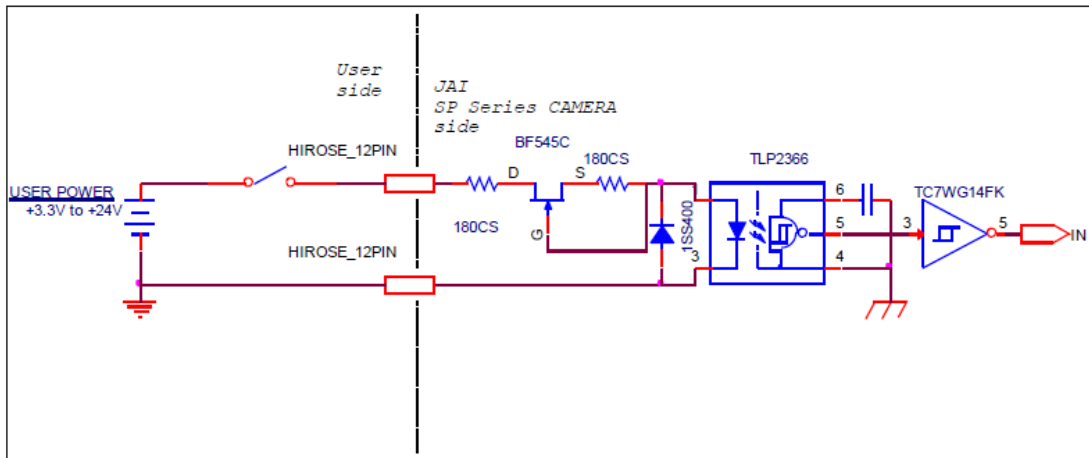 User
side
JAI
SP Series CAMERA
side
HIROSE_12PIN
BF545C
D
S
180CS
TLP2366
USER POWER
+3.3V to +24V
180CS
G
1SS400
6
5
4
3
TC7WG14FK
3
5
IN
HIROSE_12PIN